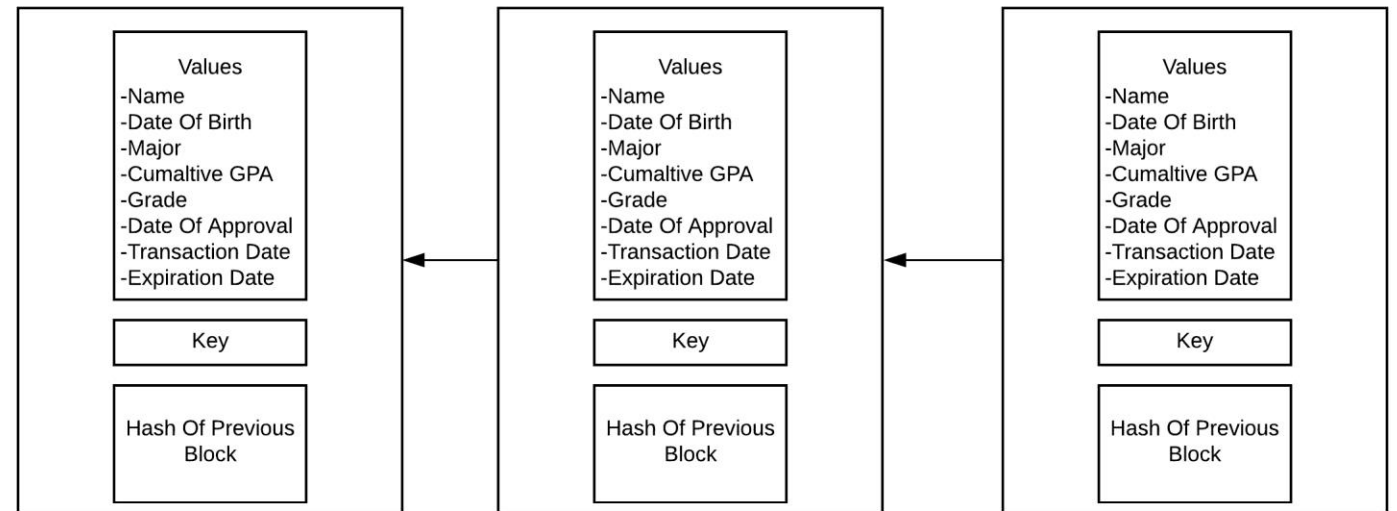 Values
-Name
-Date Of Birth
-Major
-Cumaltive GPA
-Grade
-Date Of Approval
-Transaction Date
-Expiration Date
Key
Hash Of Previous
Block
Values
-Name
-Date Of Birth
-Major
-Cumaltive GPA
-Grade
-Date Of Approval
-Transaction Date
-Expiration Date
Key
Hash Of Previous
Block
Values
-Name
-Date Of Birth
-Major
-Cumaltive GPA
-Grade
-Date Of Approval
-Transaction Date
-Expiration Date
Key
Hash Of Previous
Block